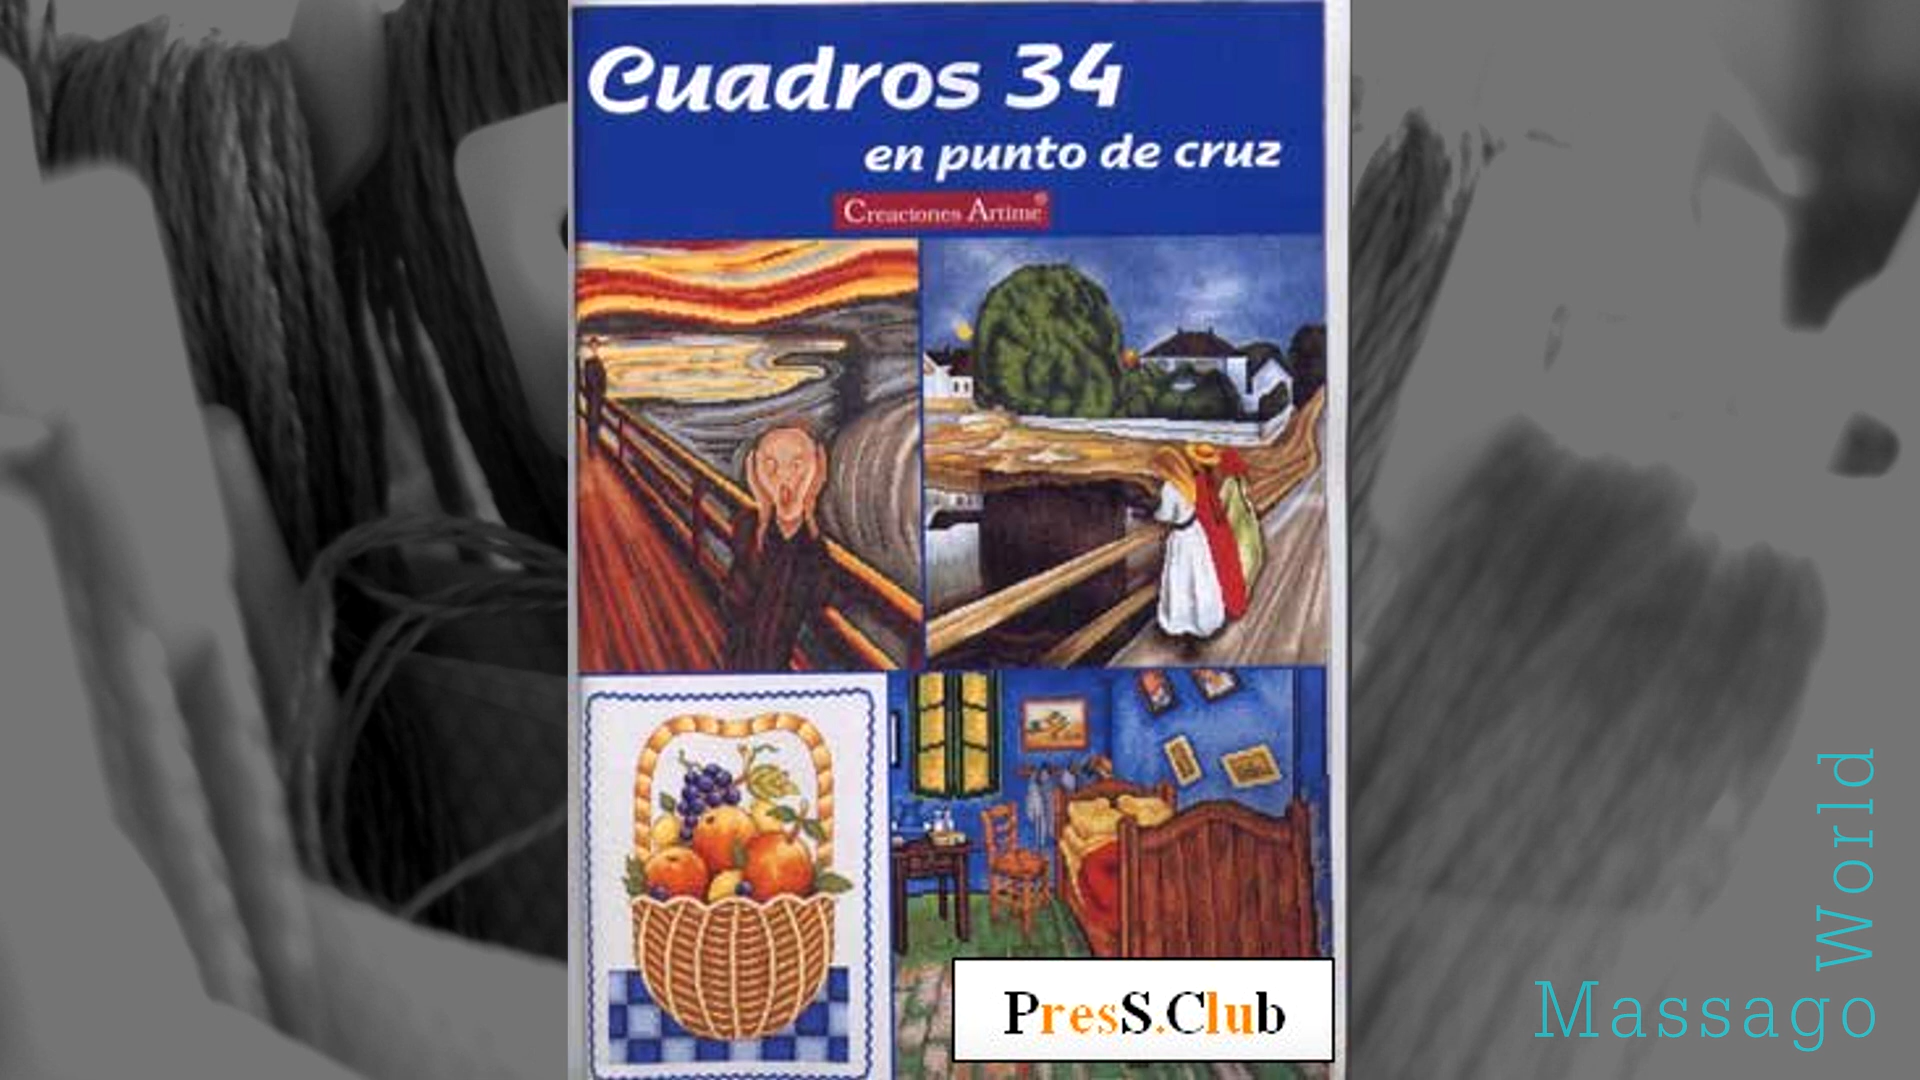 Cuadros 34
en punto de cruz
Creaciones Artime®
PresS.Club
World
Massago